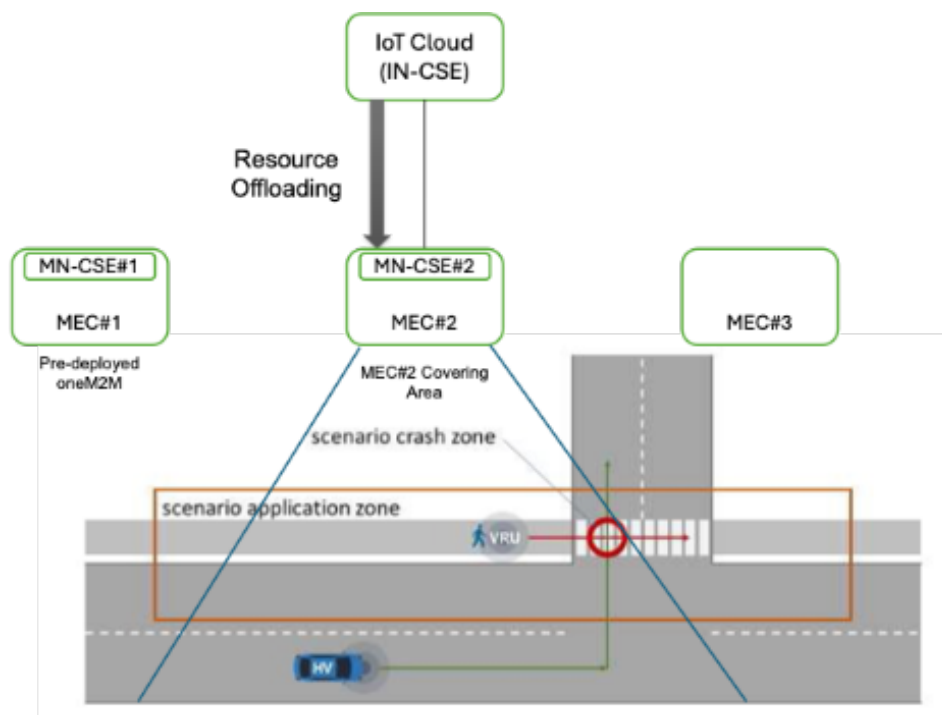 IoT Cloud
(IN-CSE)
Resource
Offloading
MN-CSE#1
MN-CSE#2
MEC#1
MEC#2
MEC#3
Pre-deployed
oneM2M
MEC#2 Covering
Area
scenario crash zone
scenario application zone
VRU
HV